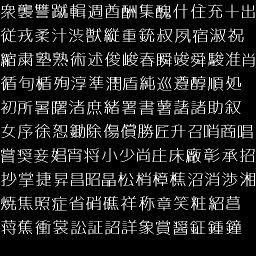 衆襲讐蹴輯週酋酬集醜什住充十出
従戎柔汁渋獣縦重銃叔夙宿淑祝
縮粛塾熟術述俊峻春瞬竣舜駿准肖
循旬楯殉淳準潤盾純巡遵醇順処
初所暑曙渚庶緒署書薯藷諸助叙
女序徐恕鋤除傷償勝匠升召哨商唱
嘗奨妾娼宵将小少尚庄床廠彰承招
抄掌捷昇昌昭晶松梢樟樵沼消渉湘
焼焦照症省硝礁祥称章笑粧紹菖
蒋蕉衝裳訟証詔詳象賞醤鉦鍾鐘